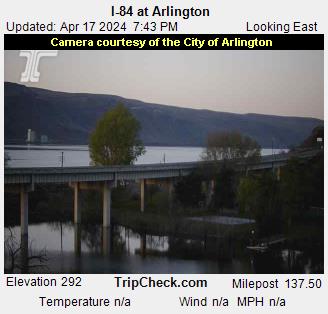 I-84 at Arlington
Updated: Apr 17 2024 7:43 PM Looking East
Camera courtesy of the City of Arlington
Elevation 292 TripCheck.com Milepost 137.50
Temperature n/a Wind n/a MPH n/a